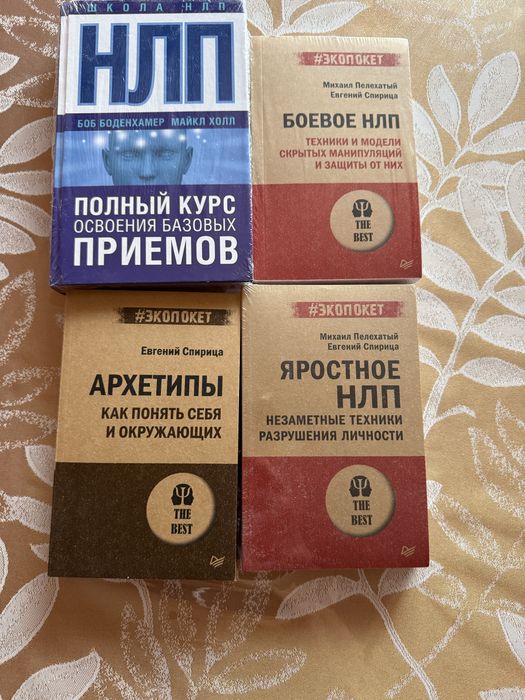 ШКОЛА НЛП
НЛП
БОБ БОДЕНХАМЕР МАЙКЛ ХОЛЛ
ПОЛНЫЙ КУРС
ОСВОЕНИЯ БАЗОВЫХ
ПРИЕМОВ
#ЭКОПОКЕТ
Михаил Пелехатый
Евгений Спирица
БОЕВОЕ НЛП
ТЕХНИКИ И МОДЕЛИ
СКРЫТЫХ МАНИПУЛЯЦИЙ
И ЗАЩИТЫ ОТ НИХ
THE
BEST
#ЭКОПОКЕТ
Евгений Спирица
АРХЕТИПЫ
КАК ПОНЯТЬ СЕБЯ
И ОКРУЖАЮЩИХ
THE
BEST
#ЭКОПОКЕТ
Михаил Пелехатый
Евгений Спирица
ЯРОСТНОЕ
НЛП
НЕЗАМЕТНЫЕ ТЕХНИКИ
РАЗРУШЕНИЯ ЛИЧНОСТИ
THE
BEST